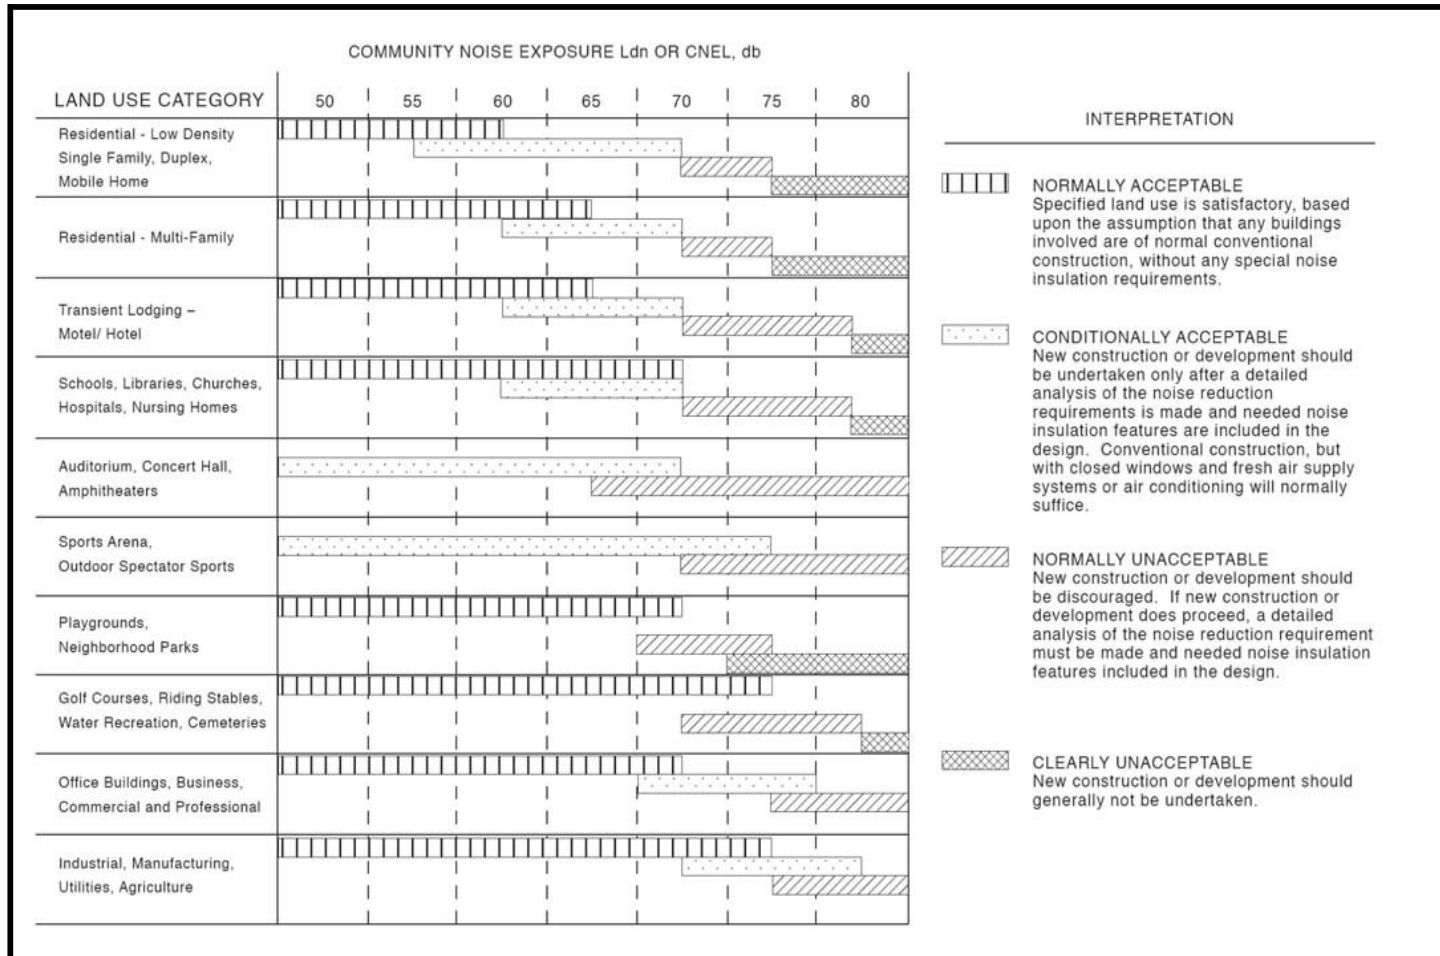 COMMUNITY NOISE EXPOSURE Ldn OR CNEL, db
LAND USE CATEGORY
50 55 60 65 70 75 80
Residential - Low Density
Single Family, Duplex,
Mobile Home
Residential - Multi-Family
Transient Lodging –
Motel/ Hotel
Schools, Libraries, Churches,
Hospitals, Nursing Homes
Auditorium, Concert Hall,
Amphitheaters
Sports Arena,
Outdoor Spectator Sports
Playgrounds,
Neighborhood Parks
Golf Courses, Riding Stables,
Water Recreation, Cemeteries
Office Buildings, Business,
Commercial and Professional
Industrial, Manufacturing,
Utilities, Agriculture
INTERPRETATION
NORMALLY ACCEPTABLE
Specified land use is satisfactory, based
upon the assumption that any buildings
involved are of normal conventional
construction, without any special noise
insulation requirements.
CONDITIONALLY ACCEPTABLE
New construction or development should
be undertaken only after a detailed
analysis of the noise reduction
requirements is made and needed noise
insulation features are included in the
design.  Conventional construction, but
with closed windows and fresh air supply
systems or air conditioning will normally
suffice.
NORMALLY UNACCEPTABLE
New construction or development should
be discouraged.  If new construction or
development does proceed, a detailed
analysis of the noise reduction requirement
must be made and needed noise insulation
features included in the design.
CLEARLY UNACCEPTABLE
New construction or development should
generally not be undertaken.